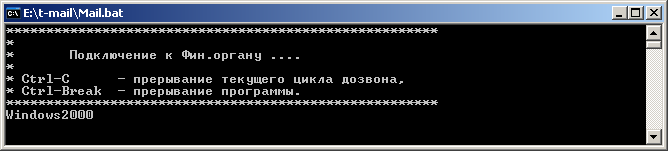 E:\t-mail\Mail.bat
******************************************************
*
*       Подключение к Фин.органу ....
*
* Ctrl-C      - прерывание текущего цикла дозвона,
* Ctrl-Break  - прерывание программы.
******************************************************
Windows2000